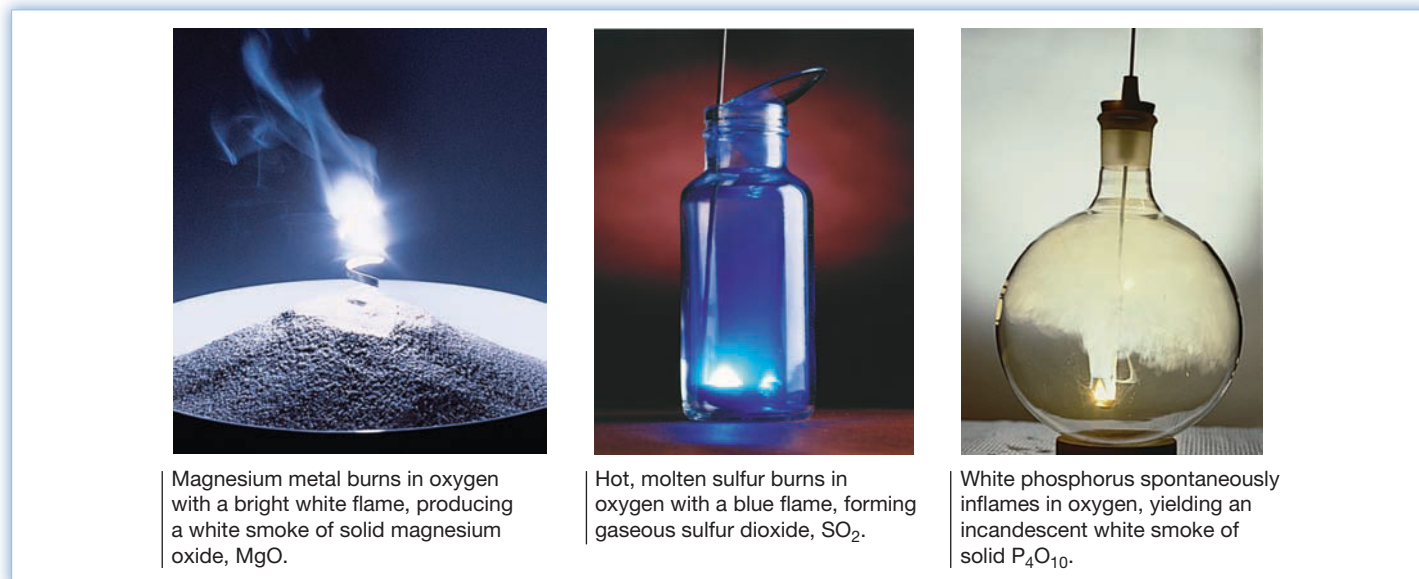 Magnesium metal burns in oxygen
with a bright white flame, producing
a white smoke of solid magnesium
oxide, MgO.
Hot, molten sulfur burns in
oxygen with a blue flame, forming
gaseous sulfur dioxide, SO₂.
White phosphorus spontaneously
inflames in oxygen, yielding an
incandescent white smoke of
solid P₄O₁₀.